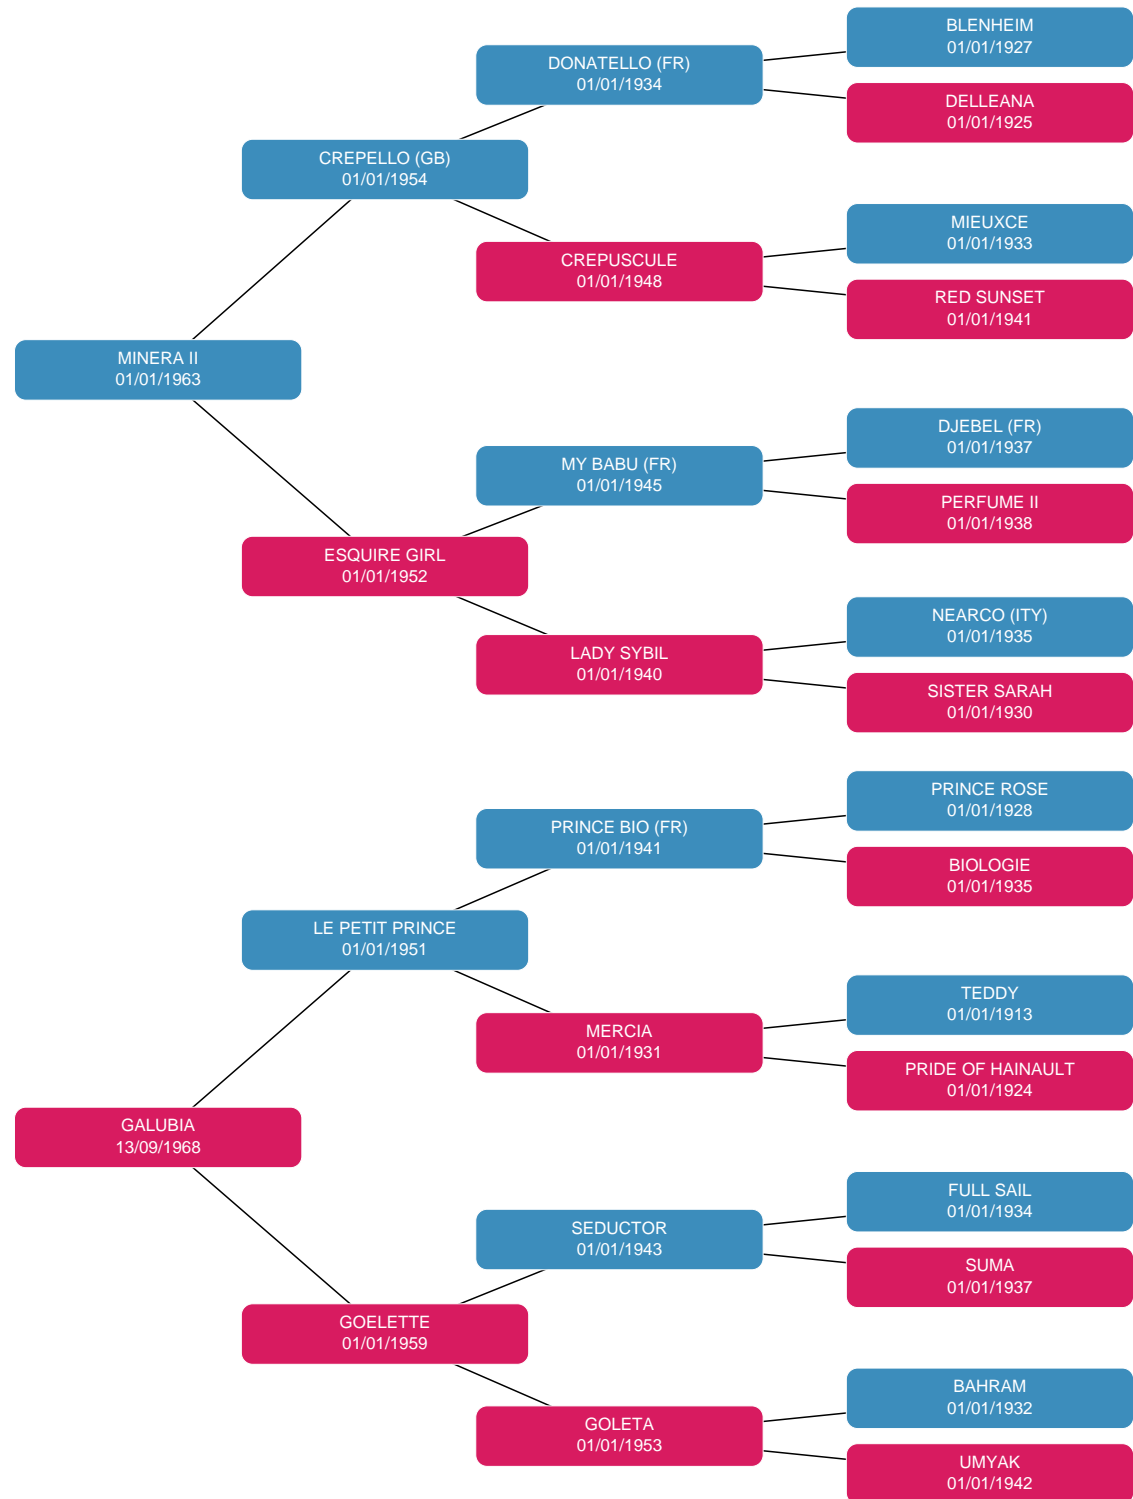 BLENHEIM
01/01/1927
DONATELLO (FR)
01/01/1934
DELLEANA
01/01/1925
CREPELLO (GB)
01/01/1954
MIEUXCE
01/01/1933
CREPUSCULE
01/01/1948
RED SUNSET
01/01/1941
MINERA II
01/01/1963
DJEBEL (FR)
01/01/1937
MY BABU (FR)
01/01/1945
PERFUME II
01/01/1938
ESQUIRE GIRL
01/01/1952
NEARCO (ITY)
01/01/1935
LADY SYBIL
01/01/1940
SISTER SARAH
01/01/1930
PRINCE ROSE
01/01/1928
PRINCE BIO (FR)
01/01/1941
BIOLOGIE
01/01/1935
LE PETIT PRINCE
01/01/1951
TEDDY
01/01/1913
MERCIA
01/01/1931
PRIDE OF HAINAULT
01/01/1924
GALUBIA
13/09/1968
FULL SAIL
01/01/1934
SEDUCTOR
01/01/1943
SUMA
01/01/1937
GOELETTE
01/01/1959
BAHRAM
01/01/1932
GOLETA
01/01/1953
UMYAK
01/01/1942